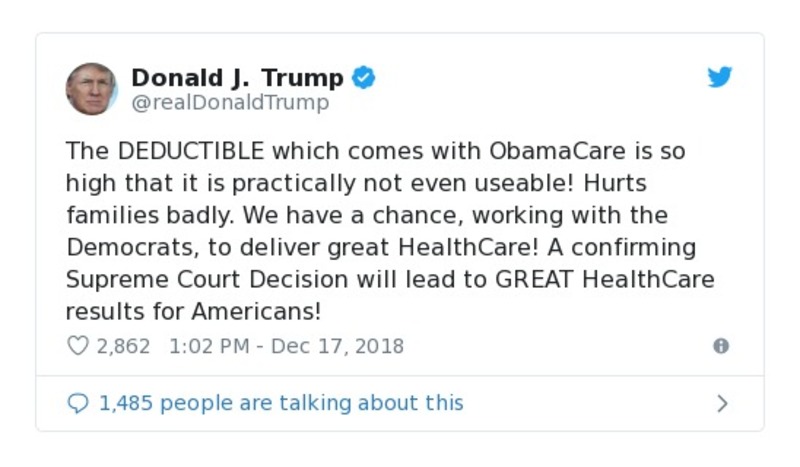 Donald J. Trump
@realDonaldTrump
The DEDUCTIBLE which comes with ObamaCare is so
high that it is practically not even useable! Hurts
families badly. We have a chance, working with the
Democrats, to deliver great HealthCare! A confirming
Supreme Court Decision will lead to GREAT HealthCare
results for Americans!
2,862 1:02 PM - Dec 17, 2018
1,485 people are talking about this